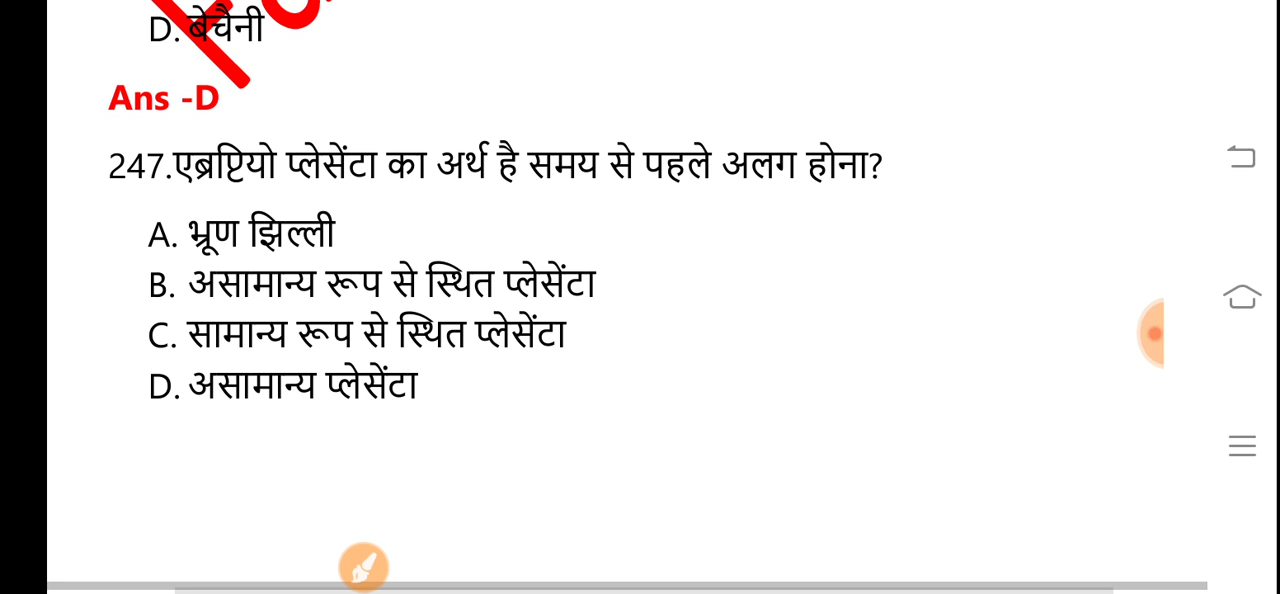 D. बेचैनी
Ans -D
247.एब्रप्टियो प्लेसेंटा का अर्थ है समय से पहले अलग होना?
A. भ्रूण झिल्ली
B. असामान्य रूप से स्थित प्लेसेंटा
C. सामान्य रूप से स्थित प्लेसेंटा
D. असामान्य प्लेसेंटा